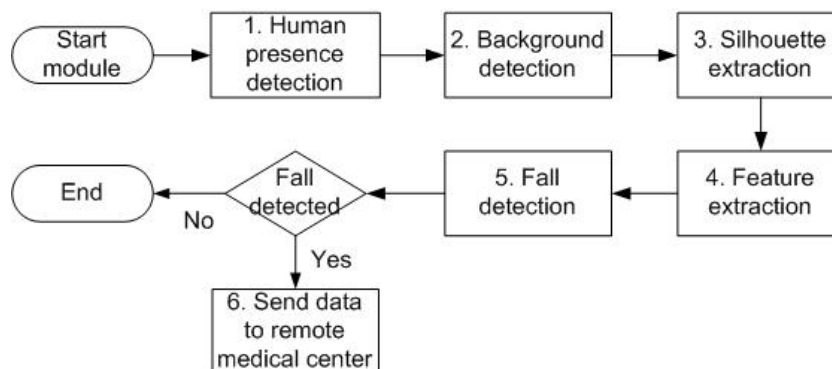 Start
module
1. Human
presence
detection
2. Background
detection
3. Silhouette
extraction
4. Feature
extraction
5. Fall
detection
Fall
detected
No
End
Yes
6. Send data
to remote
medical center